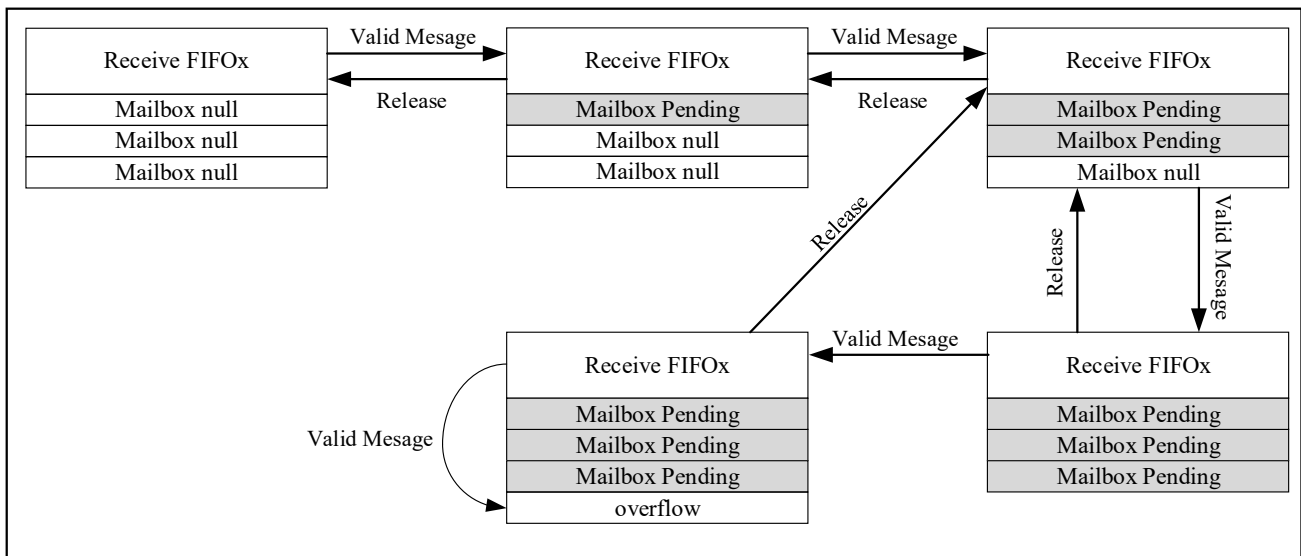 Receive FIFOx
Mailbox null
Mailbox null
Mailbox null
Valid Mesage
Release
Receive FIFOx
Mailbox Pending
Mailbox null
Mailbox null
Valid Mesage
Release
Receive FIFOx
Mailbox Pending
Mailbox Pending
Mailbox null
Release
Release
Valid Mesage
Receive FIFOx
Mailbox Pending
Mailbox Pending
Mailbox Pending
overflow
Valid Mesage
Valid Mesage
Receive FIFOx
Mailbox Pending
Mailbox Pending
Mailbox Pending